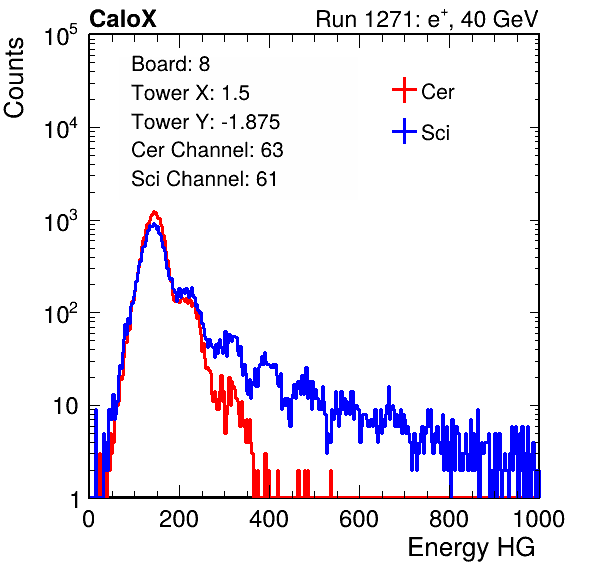 CaloX Run 1271: e⁺, 40 GeV
Counts
Board: 8
Tower X: 1.5
Tower Y: -1.875
Cer Channel: 63
Sci Channel: 61
Cer
Sci
10⁵
10⁴
10³
10²
10
1
0 200 400 600 800 1000
Energy HG